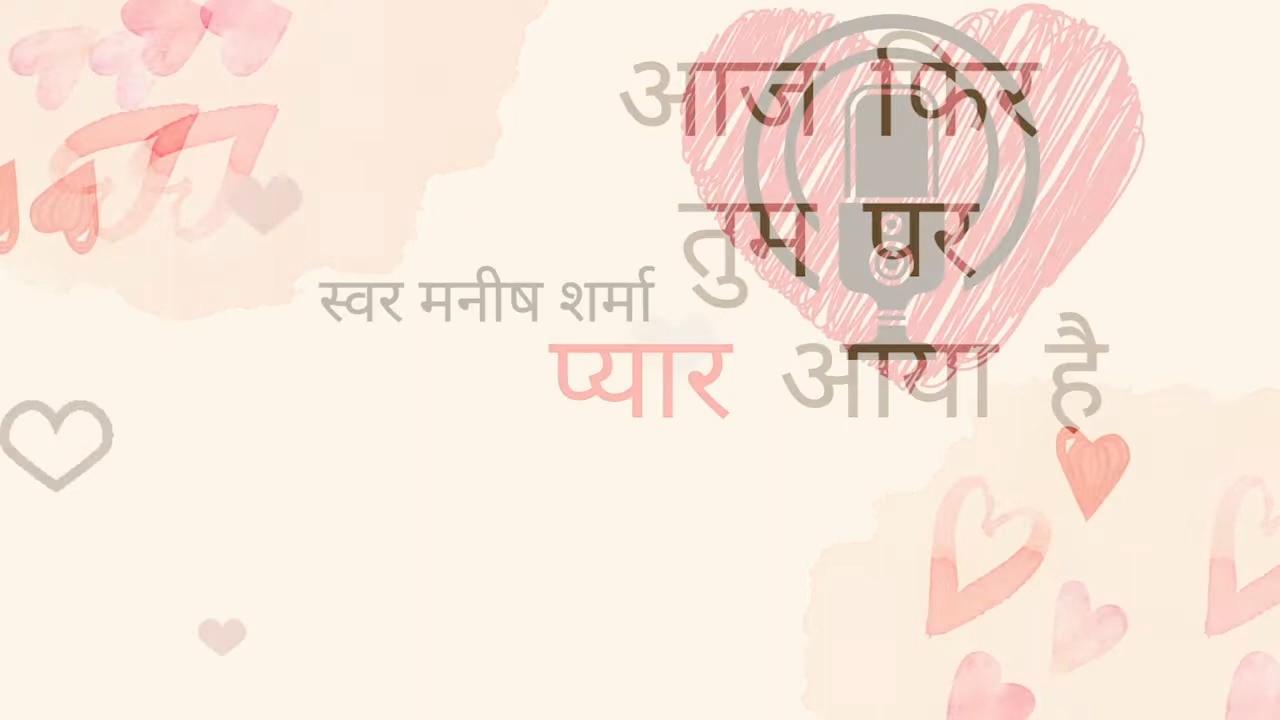 आज फिर
तुम पर
स्वर मनीष शर्मा
प्यार आया है